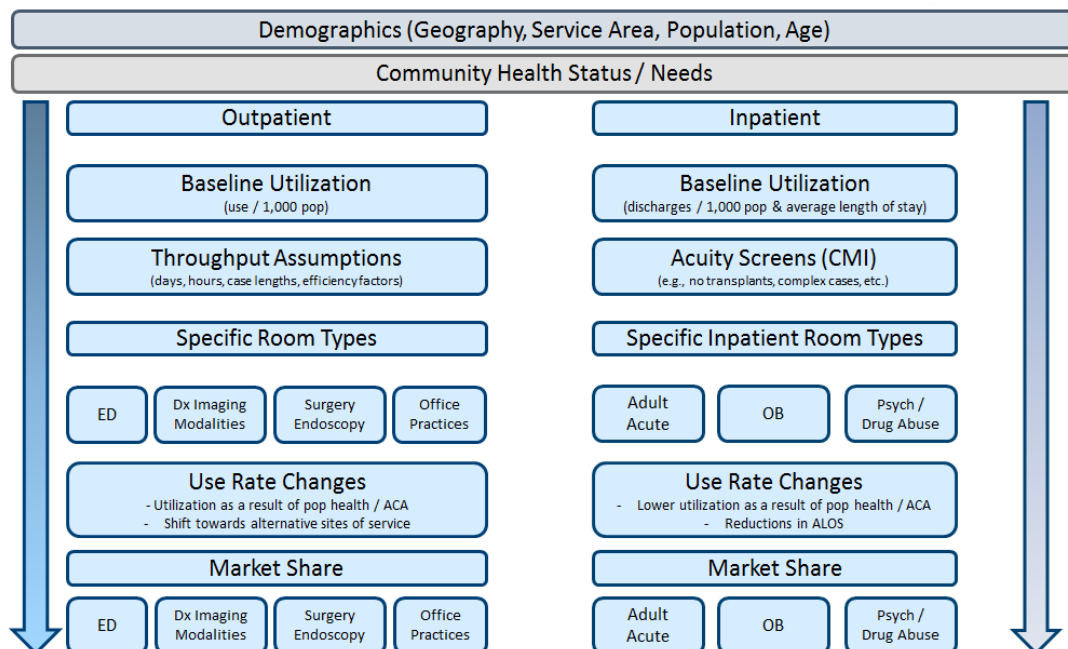 Demographics (Geography, Service Area, Population, Age)
Community Health Status / Needs
Outpatient
Baseline Utilization
(use / 1,000 pop)
Throughput Assumptions
(days, hours, case lengths, efficiency factors)
Specific Room Types
ED
Dx Imaging
Modalities
Surgery
Endoscopy
Office
Practices
Use Rate Changes
- Utilization as a result of pop health / ACA
- Shift towards alternative sites of service
Market Share
ED
Dx Imaging
Modalities
Surgery
Endoscopy
Office
Practices
Inpatient
Baseline Utilization
(discharges / 1,000 pop & average length of stay)
Acuity Screens (CMI)
(e.g., no transplants, complex cases, etc.)
Specific Inpatient Room Types
Adult
Acute
OB
Psych /
Drug Abuse
Use Rate Changes
- Lower utilization as a result of pop health / ACA
- Reductions in ALOS
Market Share
Adult
Acute
OB
Psych /
Drug Abuse